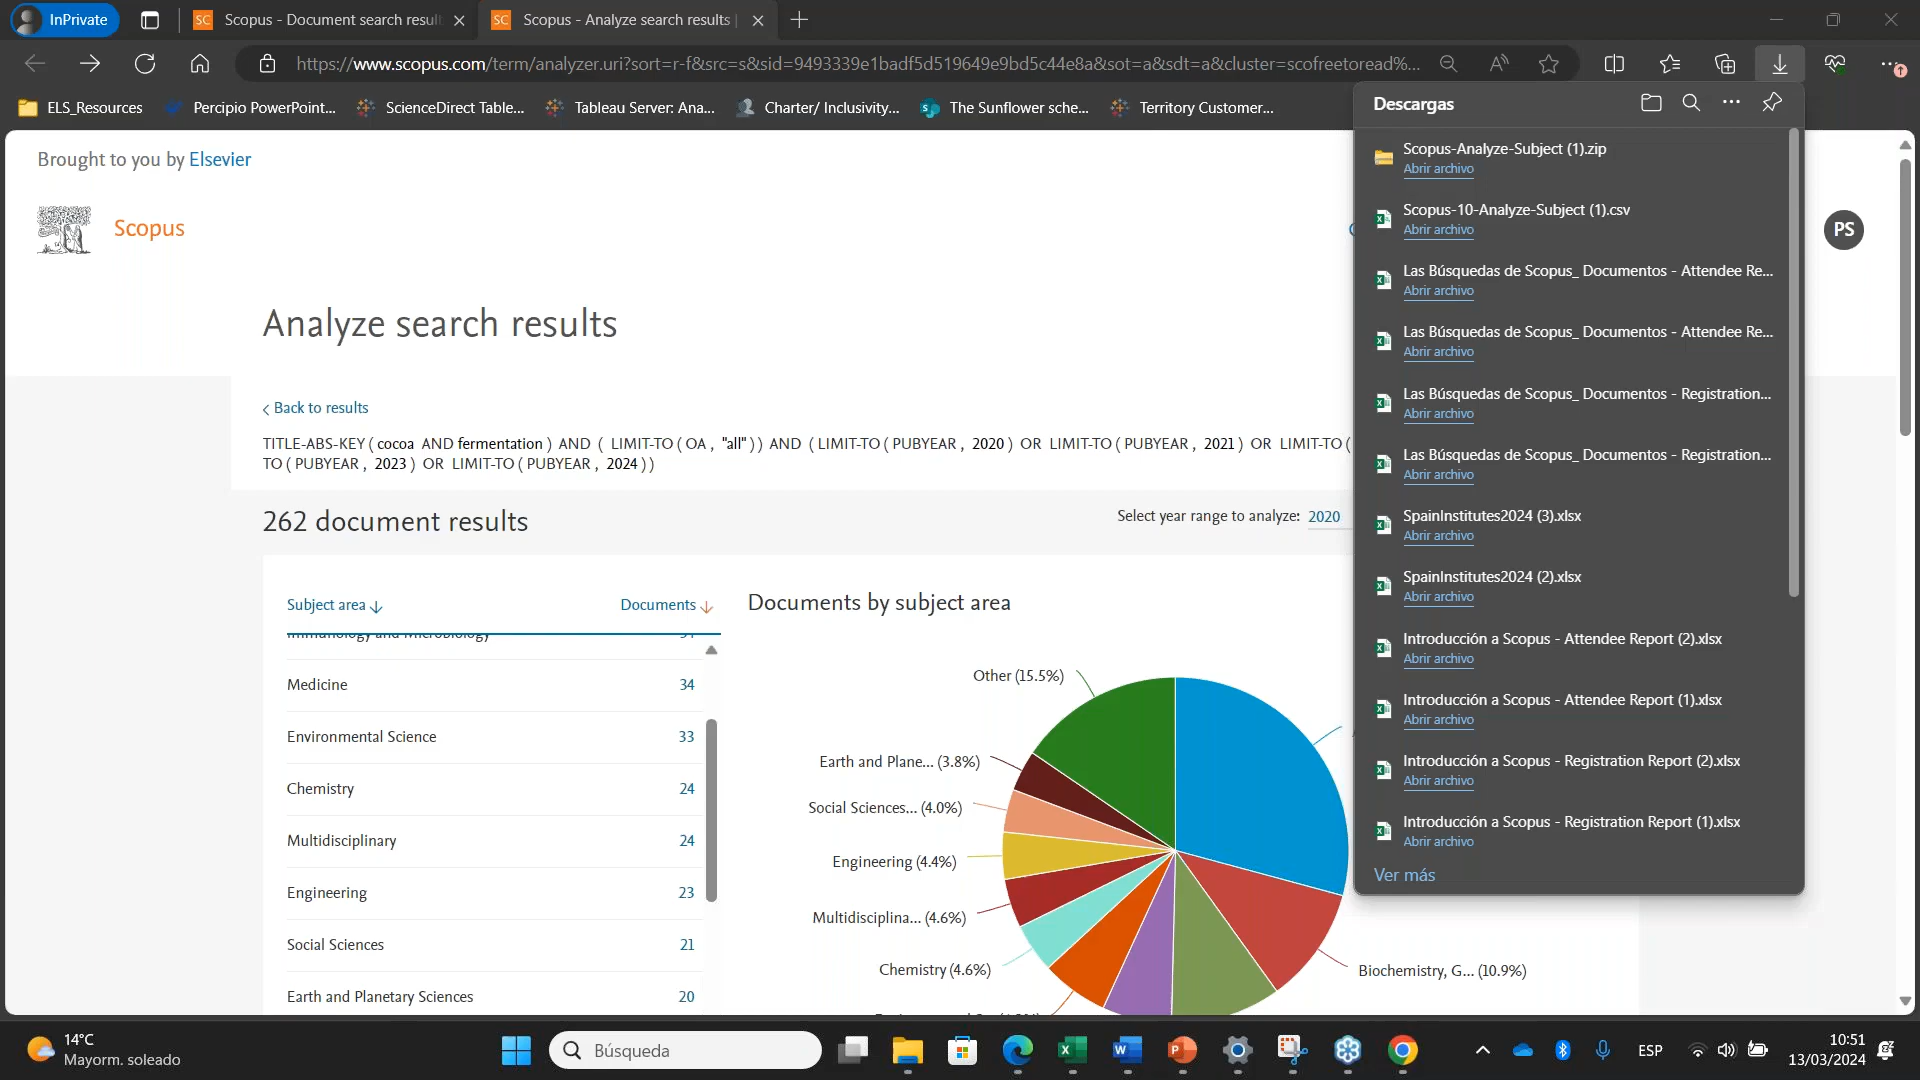 InPrivate
Scopus - Document search result
Scopus - Analyze search results |
https://www.scopus.com/term/analyzer.uri?sort=r-f&src=s&sid=9493339e1badf5d519649e9bd5c44e8a&sot=a&sdt=a&cluster=scofreetoread%...
ELS_Resources
Percipio PowerPoint...
ScienceDirect Table...
Tableau Server: Ana...
Charter/ Inclusivity...
The Sunflower sche...
Territory Customer...
Brought to you by Elsevier
Scopus
PS
Analyze search results
Back to results
TITLE-ABS-KEY ( cocoa AND fermentation ) AND ( LIMIT-TO ( OA , "all" ) ) AND ( LIMIT-TO ( PUBYEAR , 2020 ) OR LIMIT-TO ( PUBYEAR , 2021 ) OR LIMIT-TO (
TO ( PUBYEAR , 2023 ) OR LIMIT-TO ( PUBYEAR , 2024 ) )
262 document results
Select year range to analyze: 2020
Subject area
Documents
Immunology and Microbiology
Medicine 34
Environmental Science 33
Chemistry 24
Multidisciplinary 24
Engineering 23
Social Sciences 21
Earth and Planetary Sciences 20
Documents by subject area
Other (15.5%)
Earth and Plane... (3.8%)
Social Sciences... (4.0%)
Engineering (4.4%)
Multidisciplina... (4.6%)
Chemistry (4.6%)
Biochemistry, G... (10.9%)
Descargas
Scopus-Analyze-Subject (1).zip
Abrir archivo
Scopus-10-Analyze-Subject (1).csv
Abrir archivo
Las Búsquedas de Scopus_ Documentos - Attendee Re...
Abrir archivo
Las Búsquedas de Scopus_ Documentos - Attendee Re...
Abrir archivo
Las Búsquedas de Scopus_ Documentos - Registration...
Abrir archivo
Las Búsquedas de Scopus_ Documentos - Registration...
Abrir archivo
SpainInstitutes2024 (3).xlsx
Abrir archivo
SpainInstitutes2024 (2).xlsx
Abrir archivo
Introducción a Scopus - Attendee Report (2).xlsx
Abrir archivo
Introducción a Scopus - Attendee Report (1).xlsx
Abrir archivo
Introducción a Scopus - Registration Report (2).xlsx
Abrir archivo
Introducción a Scopus - Registration Report (1).xlsx
Abrir archivo
Ver más
14°C
Mayorm. soleado
Búsqueda
ESP
10:51
13/03/2024